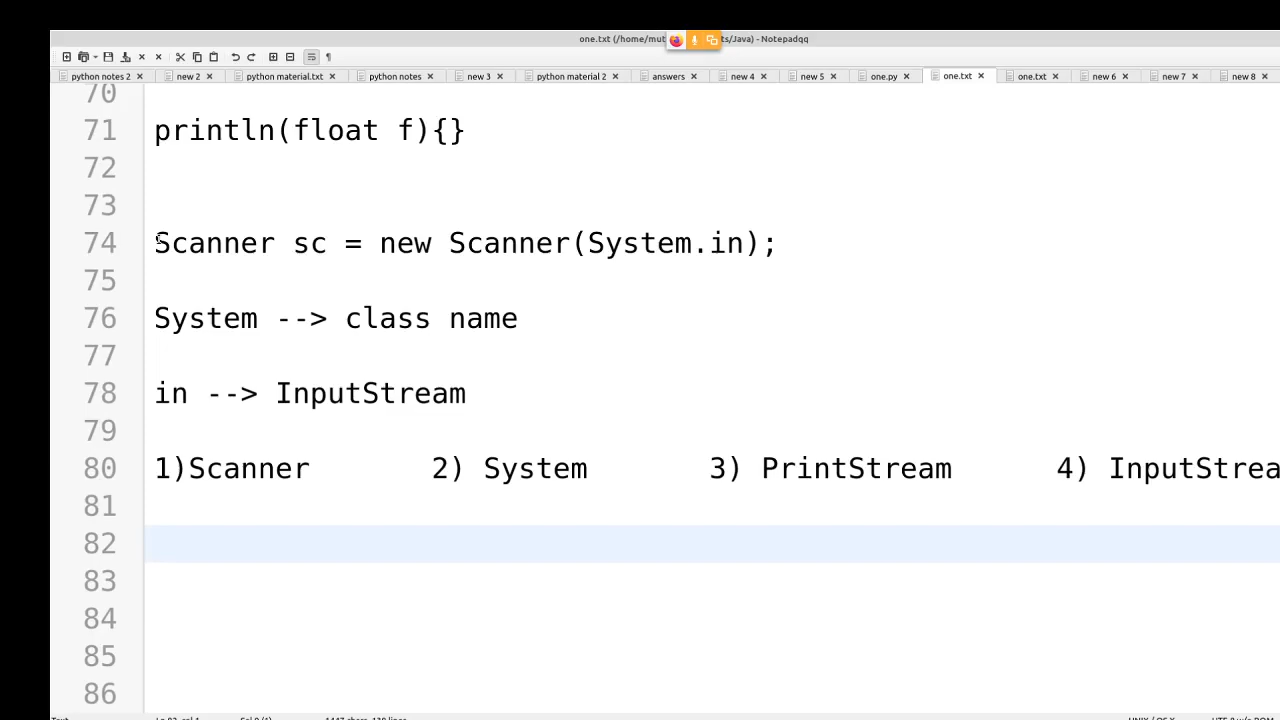 one.txt (/home/mut ts/Java) - Notepadqq
python notes 2 new 2 python material.txt python notes new 3 python material 2 answers new 4 new 5 one.py one.txt one.txt new 6 new 7 new 8
70
71 println(float f){}
72
73
74 Scanner sc = new Scanner(System.in);
75
76 System --> class name
77
78 in --> InputStream
79
80 1)Scanner 2) System 3) PrintStream 4) InputStrea
81
82
83
84
85
86